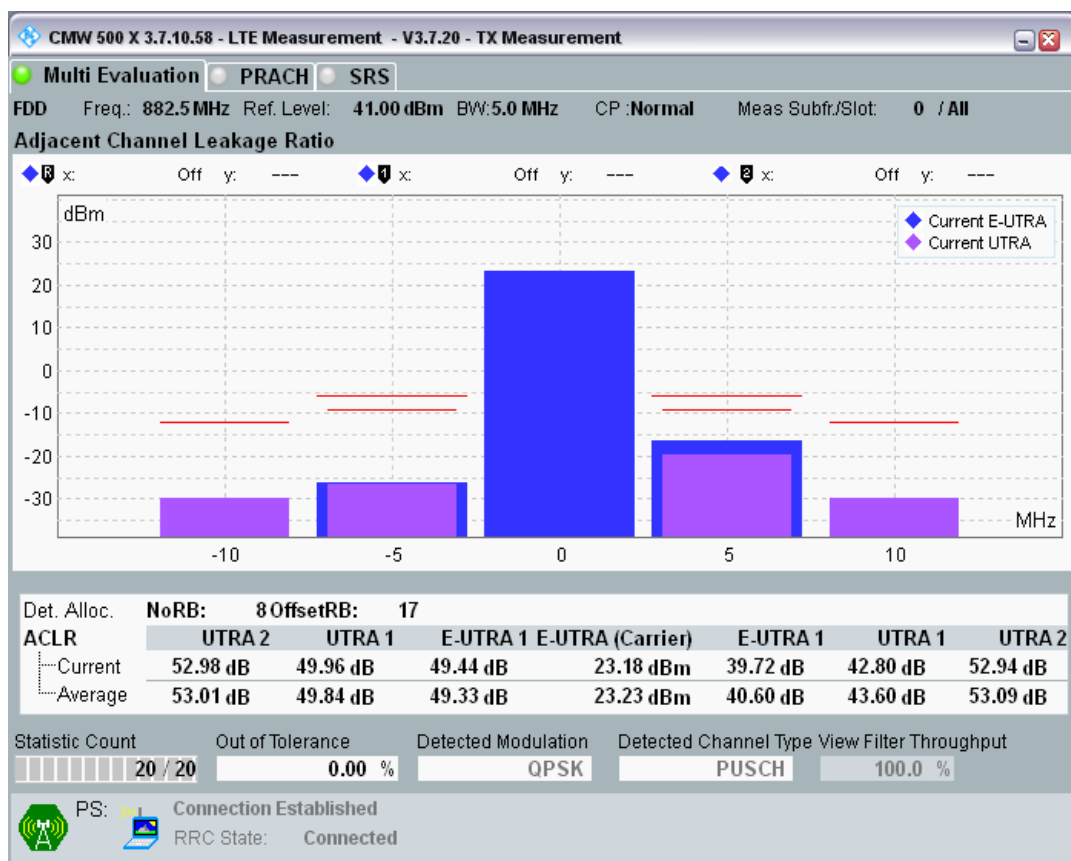 CMW 500 X 3.7.10.58 - LTE Measurement - V3.7.20 - TX Measurement
Multi Evaluation PRACH SRS
FDD Freq.: 882.5 MHz Ref. Level: 41.00 dBm BW:5.0 MHz CP :Normal Meas Subfr./Slot: 0 / All
Adjacent Channel Leakage Ratio
R x: Off y: --- 1 x: Off y: --- 2 x: Off y: ---
dBm
Current E-UTRA
Current UTRA
30
20
10
0
-10
-20
-30
MHz
-10 -5 0 5 10
Det. Alloc. NoRB: 8 OffsetRB: 17
ACLR UTRA 2 UTRA 1 E-UTRA 1 E-UTRA (Carrier) E-UTRA 1 UTRA 1 UTRA 2
Current 52.98 dB 49.96 dB 49.44 dB 23.18 dBm 39.72 dB 42.80 dB 52.94 dB
Average 53.01 dB 49.84 dB 49.33 dB 23.23 dBm 40.60 dB 43.60 dB 53.09 dB
Statistic Count Out of Tolerance Detected Modulation Detected Channel Type View Filter Throughput
20 / 20 0.00 % QPSK PUSCH 100.0 %
PS: Connection Established
RRC State: Connected